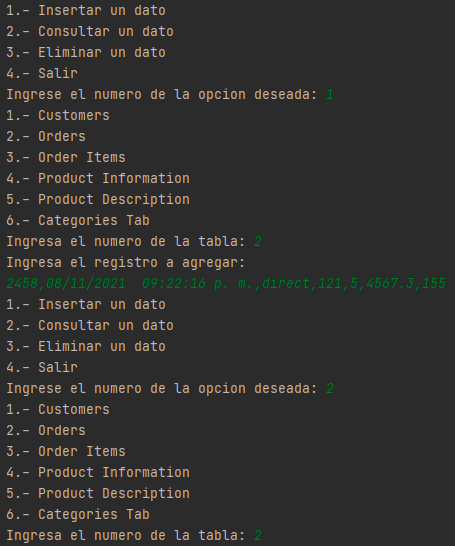 1.- Insertar un dato
2.- Consultar un dato
3.- Eliminar un dato
4.- Salir
Ingrese el numero de la opcion deseada: 1
1.- Customers
2.- Orders
3.- Order Items
4.- Product Information
5.- Product Description
6.- Categories Tab
Ingresa el numero de la tabla: 2
Ingresa el registro a agregar:
2458,08/11/2021  09:22:16 p. m.,direct,121,5,4567.3,155
1.- Insertar un dato
2.- Consultar un dato
3.- Eliminar un dato
4.- Salir
Ingrese el numero de la opcion deseada: 2
1.- Customers
2.- Orders
3.- Order Items
4.- Product Information
5.- Product Description
6.- Categories Tab
Ingresa el numero de la tabla: 2